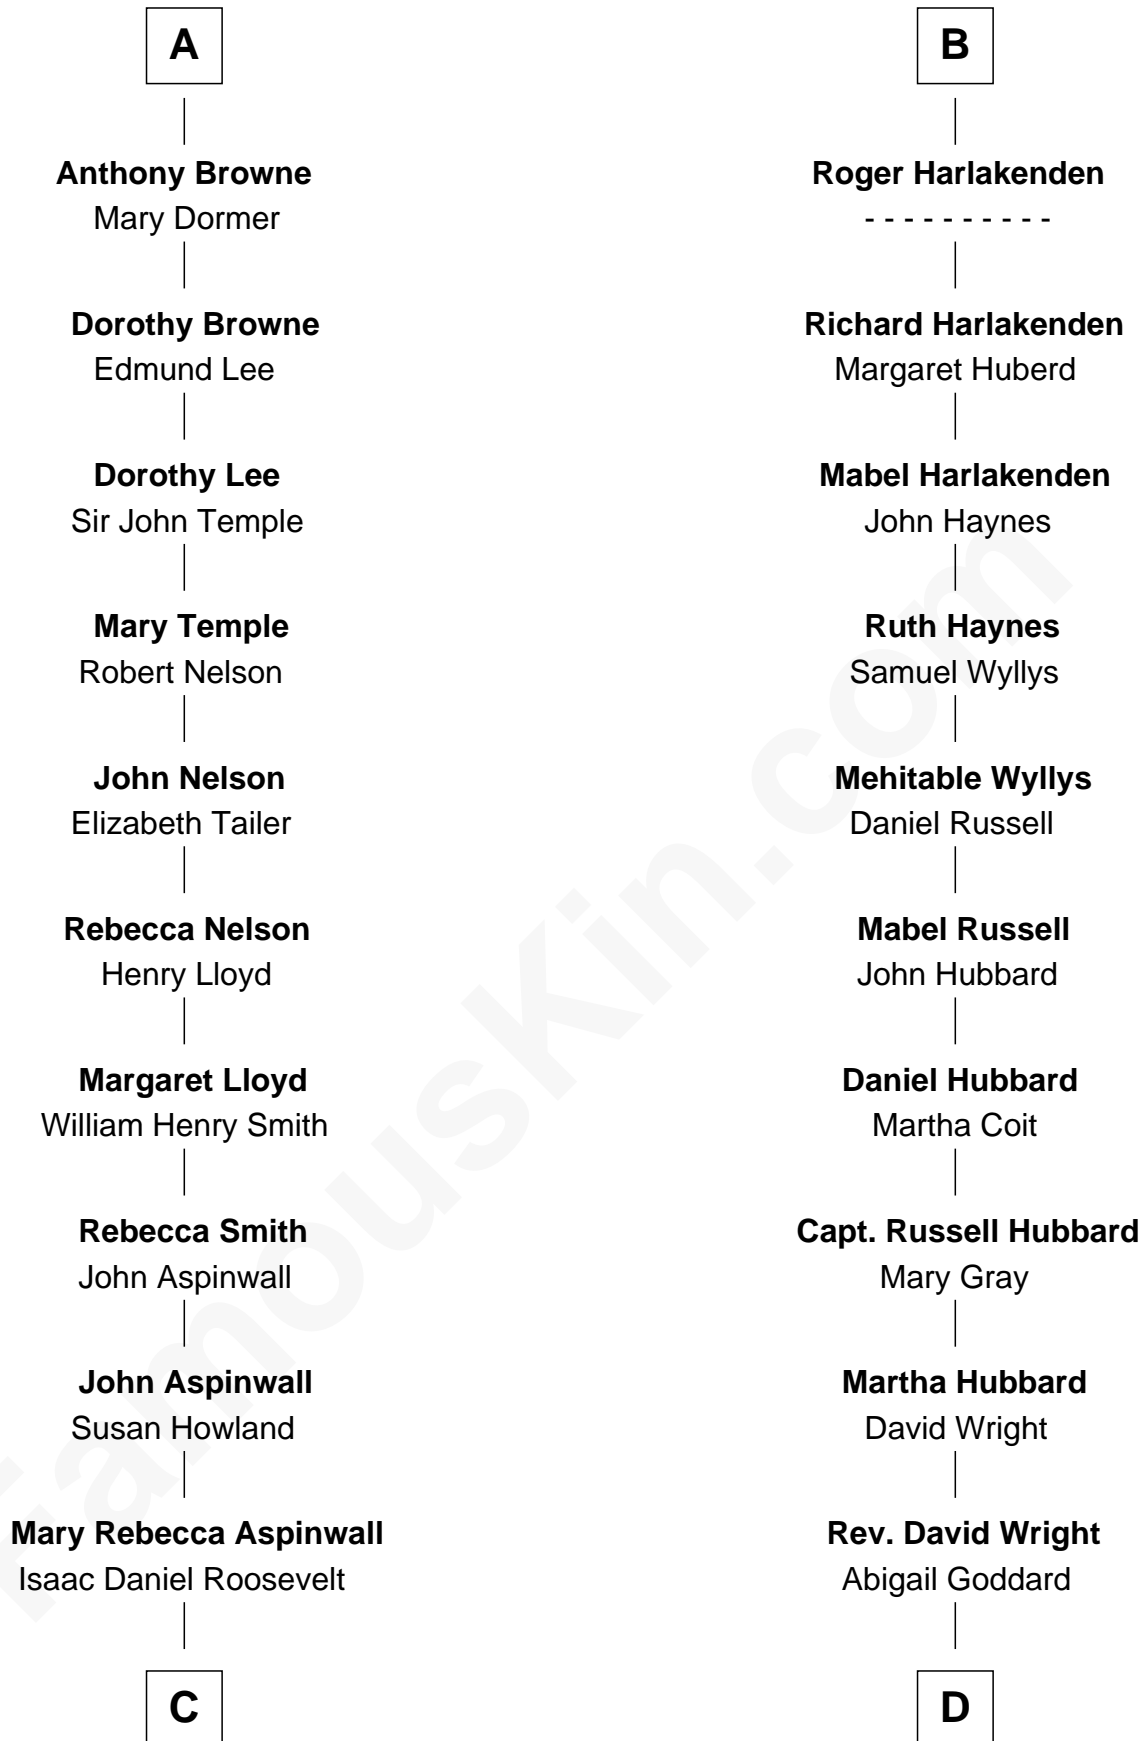 A
Anthony Browne
Mary Dormer
Dorothy Browne
Edmund Lee
Dorothy Lee
Sir John Temple
Mary Temple
Robert Nelson
John Nelson
Elizabeth Tailer
Rebecca Nelson
Henry Lloyd
Margaret Lloyd
William Henry Smith
Rebecca Smith
John Aspinwall
John Aspinwall
Susan Howland
Mary Rebecca Aspinwall
Isaac Daniel Roosevelt
C
B
Roger Harlakenden
- - - - - - - - - -
Richard Harlakenden
Margaret Huberd
Mabel Harlakenden
John Haynes
Ruth Haynes
Samuel Wyllys
Mehitable Wyllys
Daniel Russell
Mabel Russell
John Hubbard
Daniel Hubbard
Martha Coit
Capt. Russell Hubbard
Mary Gray
Martha Hubbard
David Wright
Rev. David Wright
Abigail Goddard
D
FamousKin.com